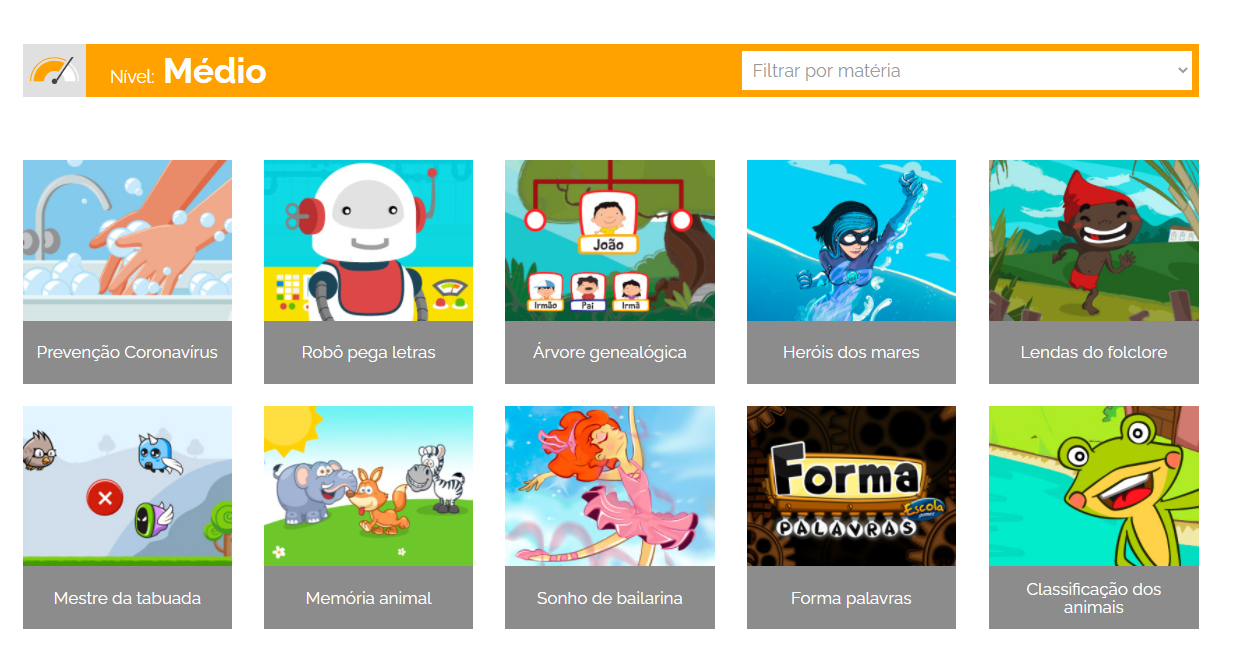 Nível: Médio
Filtrar por matéria
João
Irmão Pai Irmã
Prevenção Coronavírus
Robô pega letras
Árvore genealógica
Heróis dos mares
Lendas do folclore
Forma
Escola
games
PALAVRAS
Mestre da tabuada
Memória animal
Sonho de bailarina
Forma palavras
Classificação dos
animais